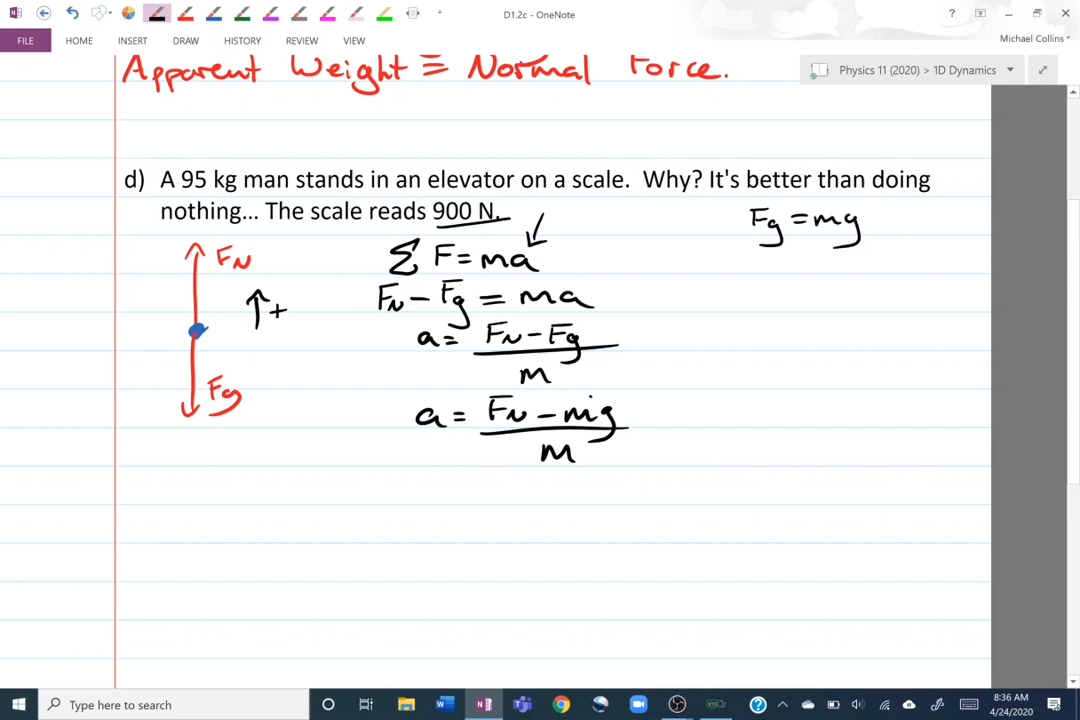 D1.2c - OneNote
FILE HOME INSERT DRAW HISTORY REVIEW VIEW
Michael Collins
Apparent Weight ≡ Normal Force.
Physics 11 (2020) > 1D Dynamics
d) A 95 kg man stands in an elevator on a scale. Why? It's better than doing
nothing... The scale reads 900 N.
Fg = mg
FN
Σ F = ma
↑ +
FN - Fg = ma
a = FN - Fg
m
Fg
a = FN - mg
m
Type here to search
8:36 AM
4/24/2020